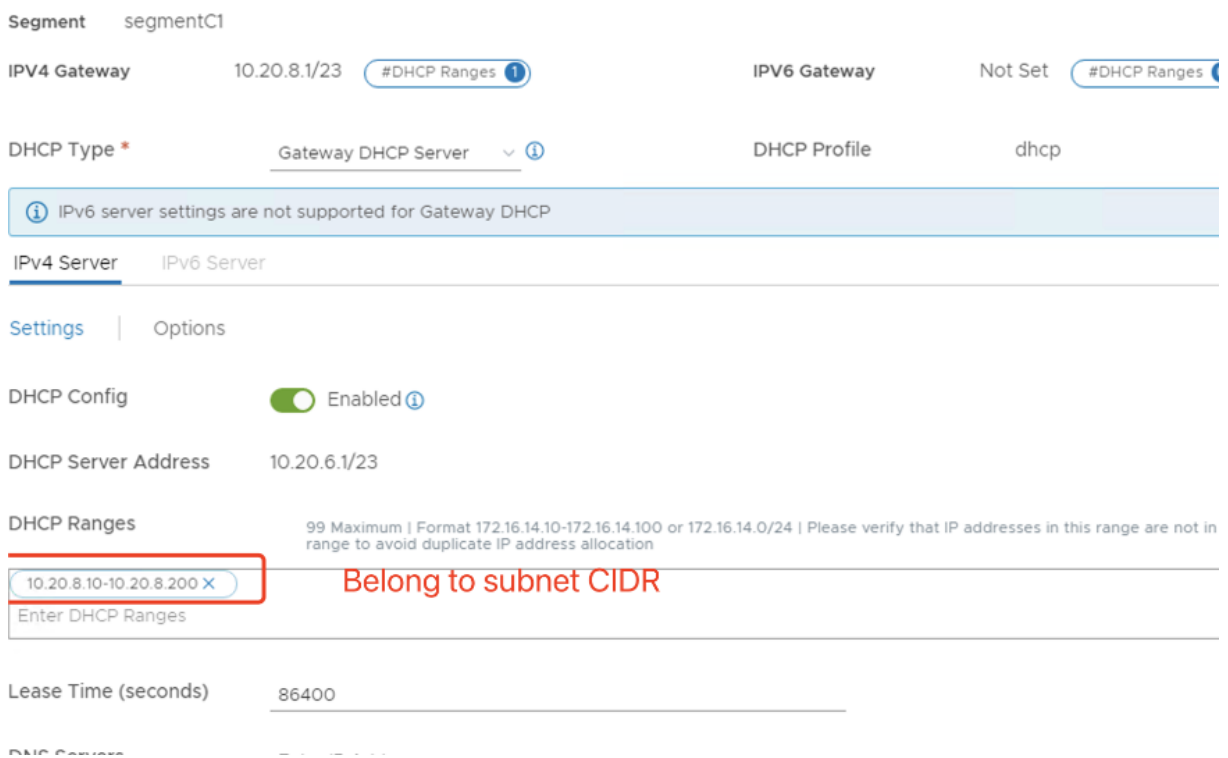 Segment segmentC1
IPV4 Gateway 10.20.8.1/23 #DHCP Ranges 1 IPV6 Gateway Not Set #DHCP Ranges
DHCP Type * Gateway DHCP Server DHCP Profile dhcp
IPv6 server settings are not supported for Gateway DHCP
IPv4 Server IPv6 Server
Settings | Options
DHCP Config Enabled
DHCP Server Address 10.20.6.1/23
DHCP Ranges 99 Maximum | Format 172.16.14.10-172.16.14.100 or 172.16.14.0/24 | Please verify that IP addresses in this range are not in
range to avoid duplicate IP address allocation
10.20.8.10-10.20.8.200 Belong to subnet CIDR
Enter DHCP Ranges
Lease Time (seconds) 86400
DNS Servers